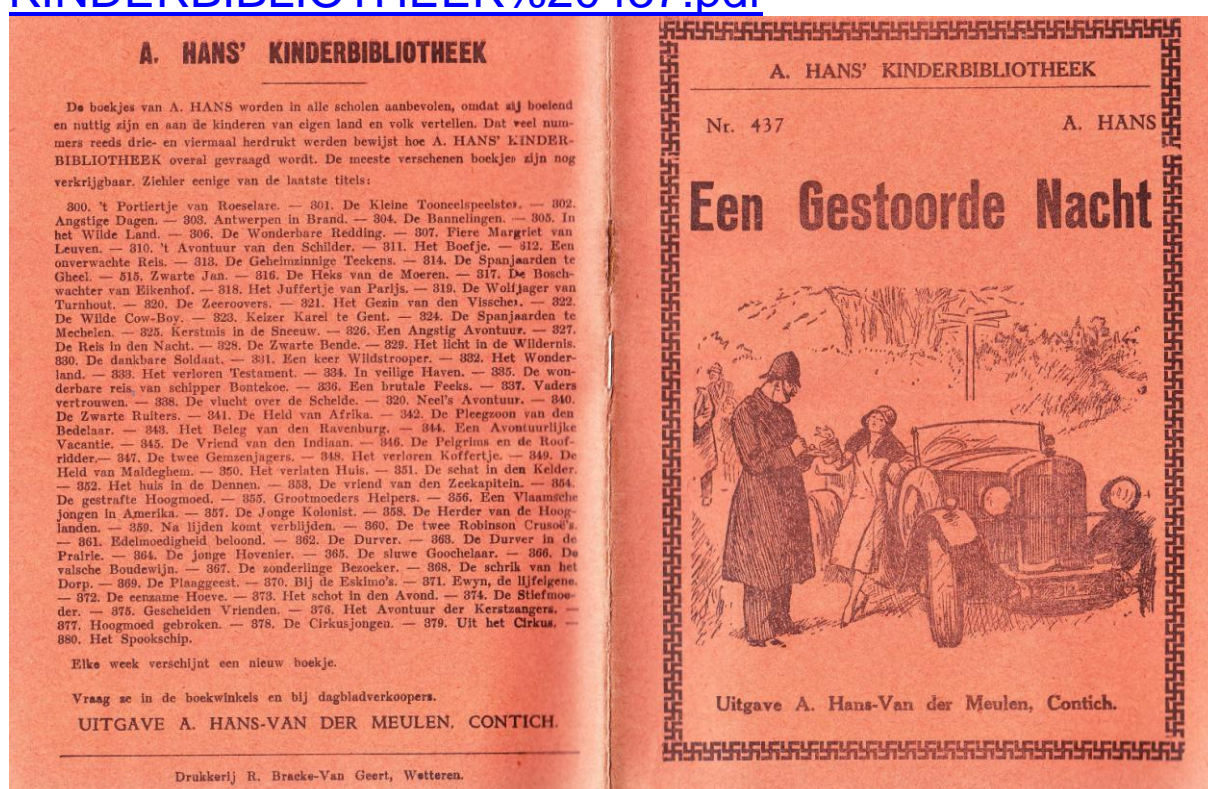 KINDERBIBLIOTHEEK%20437.pdf
A. HANS' KINDERBIBLIOTHEEK
De boekjes van A. HANS worden in alle scholen aanbevolen, omdat zij boeiend
en nuttig zijn en aan de kinderen van eigen land en volk vertellen. Dat veel num-
mers reeds drie- en viermaal herdrukt werden bewijst hoe A. HANS' KINDER-
BIBLIOTHEEK overal gevraagd wordt. De meeste verschenen boekjes zijn nog
verkrijgbaar. Ziehier eenige van de laatste titels:
300. 't Portiertje van Roeselare. — 301. De Kleine Tooneelspeelster. — 302.
Angstige Dagen. — 303. Antwerpen in Brand. — 304. De Bannelingen. — 305. In
het Wilde Land. — 306. De Wonderbare Redding. — 307. Fiere Margriet van
Leuven. — 310. 't Avontuur van den Schilder. — 311. Het Boefje. — 312. Een
onverwachte Reis. — 313. De Geheimzinnige Teekens. — 314. De Spanjaarden te
Gheel. — 515. Zwarte Jan. — 316. De Heks van de Moeren. — 317. De Bosch-
wachter van Eikenhof. — 318. Het Juffertje van Parijs. — 319. De Wolfjager van
Turnhout. — 320. De Zeeroovers. — 321. Het Gezin van den Visscher. — 322.
De Wilde Cow-Boy. — 323. Keizer Karel te Gent. — 324. De Spanjaarden te
Mechelen. — 325. Kerstmis in de Sneeuw. — 326. Een Angstig Avontuur. — 327.
De Reis in den Nacht. — 328. De Zwarte Bende. — 329. Het licht in de Wildernis.
330. De dankbare Soldaat. — 331. Een keer Wildstrooper. — 332. Het Wonder-
land. — 333. Het verloren Testament. — 334. In veilige Haven. — 335. De won-
derbare reis van schipper Bontekoe. — 336. Een brutale Feeks. — 337. Vaders
vertrouwen. — 338. De vlucht over de Schelde. — 320. Neel's Avontuur. — 340.
De Zwarte Ruiters. — 341. De Held van Afrika. — 342. De Pleegzoon van den
Bedelaar. — 343. Het Beleg van den Ravenburg. — 344. Een Avontuurlijke
Vacantie. — 345. De Vriend van den Indiaan. — 346. De Pelgrims en de Roof-
ridder.— 347. De twee Gemzenjagers. — 348. Het verloren Koffertje. — 349. De
Held van Maldeghem. — 350. Het verlaten Huis. — 351. De schat in den Kelder.
— 352. Het huis in de Dennen. — 353. De vriend van den Zeekapitein. — 354.
De gestrafte Hoogmoed. — 355. Grootmoeders Helpers. — 356. Een Vlaamsche
jongen in Amerika. — 357. De Jonge Kolonist. — 358. De Herder van de Hoog-
landen. — 359. Na lijden komt verblijden. — 360. De twee Robinson Crusoë's.
— 361. Edelmoedigheid beloond. — 362. De Durver. — 363. De Durver in de
Prairie. — 364. De jonge Hovenier. — 365. De sluwe Goochelaar. — 366. De
valsche Boudewijn. — 367. De zonderlinge Bezoeker. — 368. De schrik van het
Dorp. — 369. De Plaaggeest. — 370. Bij de Eskimo's. — 371. Ewyn, de lijfeigene.
— 372. De eenzame Hoeve. — 373. Het schot in den Avond. — 374. De Stiefmoe-
der. — 375. Gescheiden Vrienden. — 376. Het Avontuur der Kerstzangers. —
377. Hoogmoed gebroken. — 378. De Cirkusjongen. — 379. Uit het Cirkus. —
380. Het Spookschip.
Elke week verschijnt een nieuw boekje.
Vraag ze in de boekwinkels en bij dagbladverkoopers.
UITGAVE A. HANS-VAN DER MEULEN, CONTICH.
Drukkerij R. Bracke-Van Geert, Wetteren.
A. HANS' KINDERBIBLIOTHEEK
Nr. 437 A. HANS
Een Gestoorde Nacht
Uitgave A. Hans-Van der Meulen, Contich.